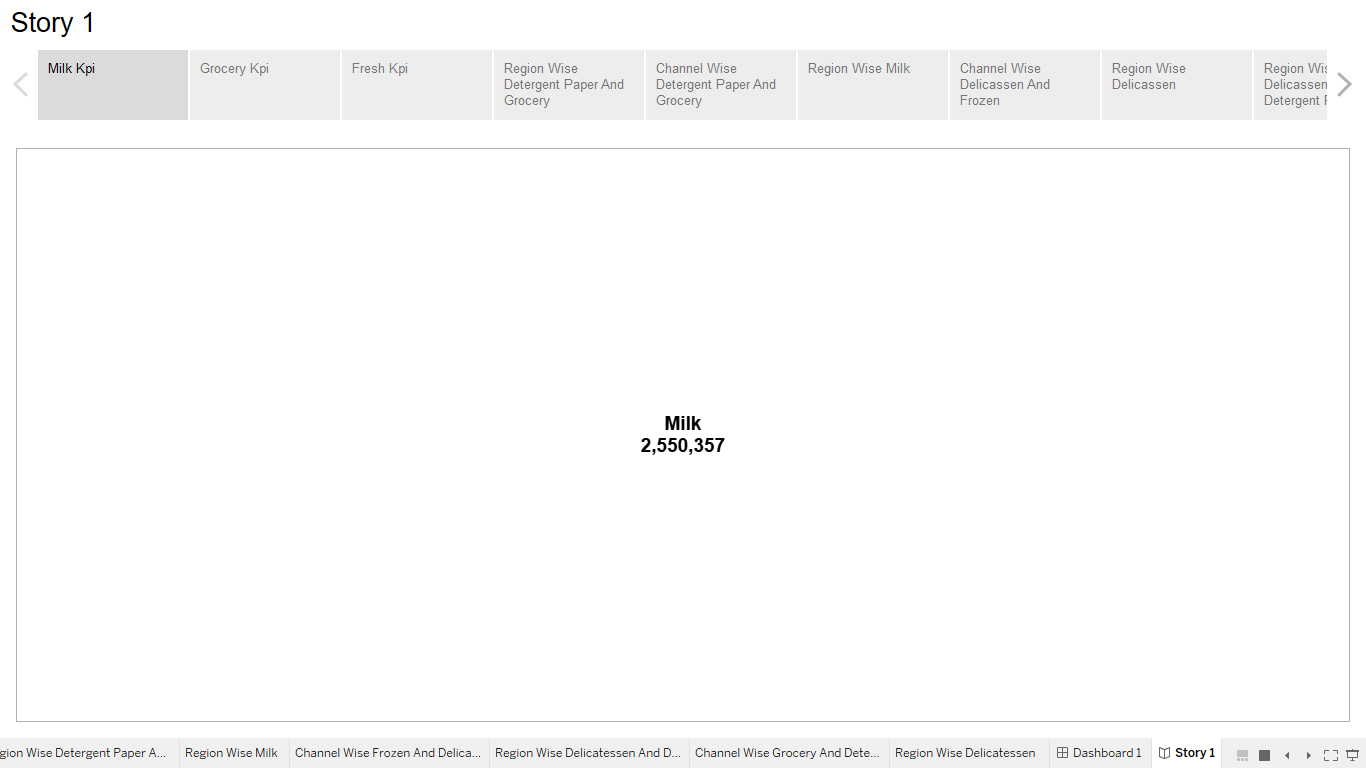 Story 1
Milk Kpi
Grocery Kpi
Fresh Kpi
Region Wise
Detergent Paper And
Grocery
Channel Wise
Detergent Paper And
Grocery
Region Wise Milk
Channel Wise
Delicassen And
Frozen
Region Wise
Delicassen
Region Wis
Delicassen
Detergent
Milk
2,550,357
gion Wise Detergent Paper A...
Region Wise Milk
Channel Wise Frozen And Delica...
Region Wise Delicatessen And D...
Channel Wise Grocery And Dete...
Region Wise Delicatessen
Dashboard 1
Story 1